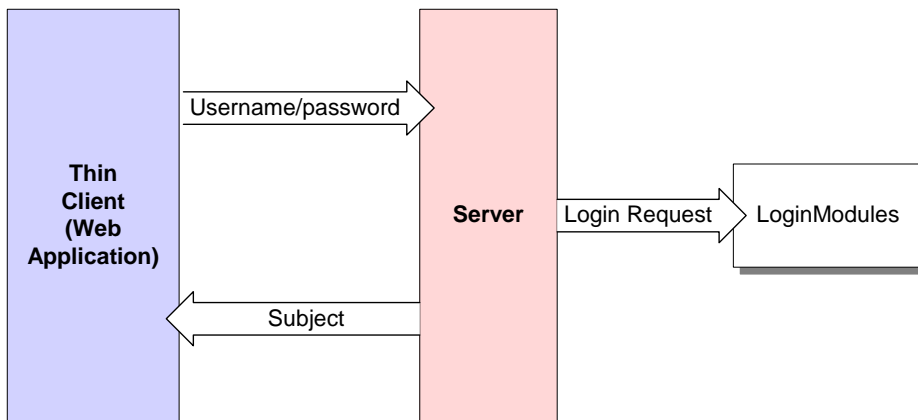 Username/password
Thin
Client
(Web
Application)
Server
Login Request
LoginModules
Subject